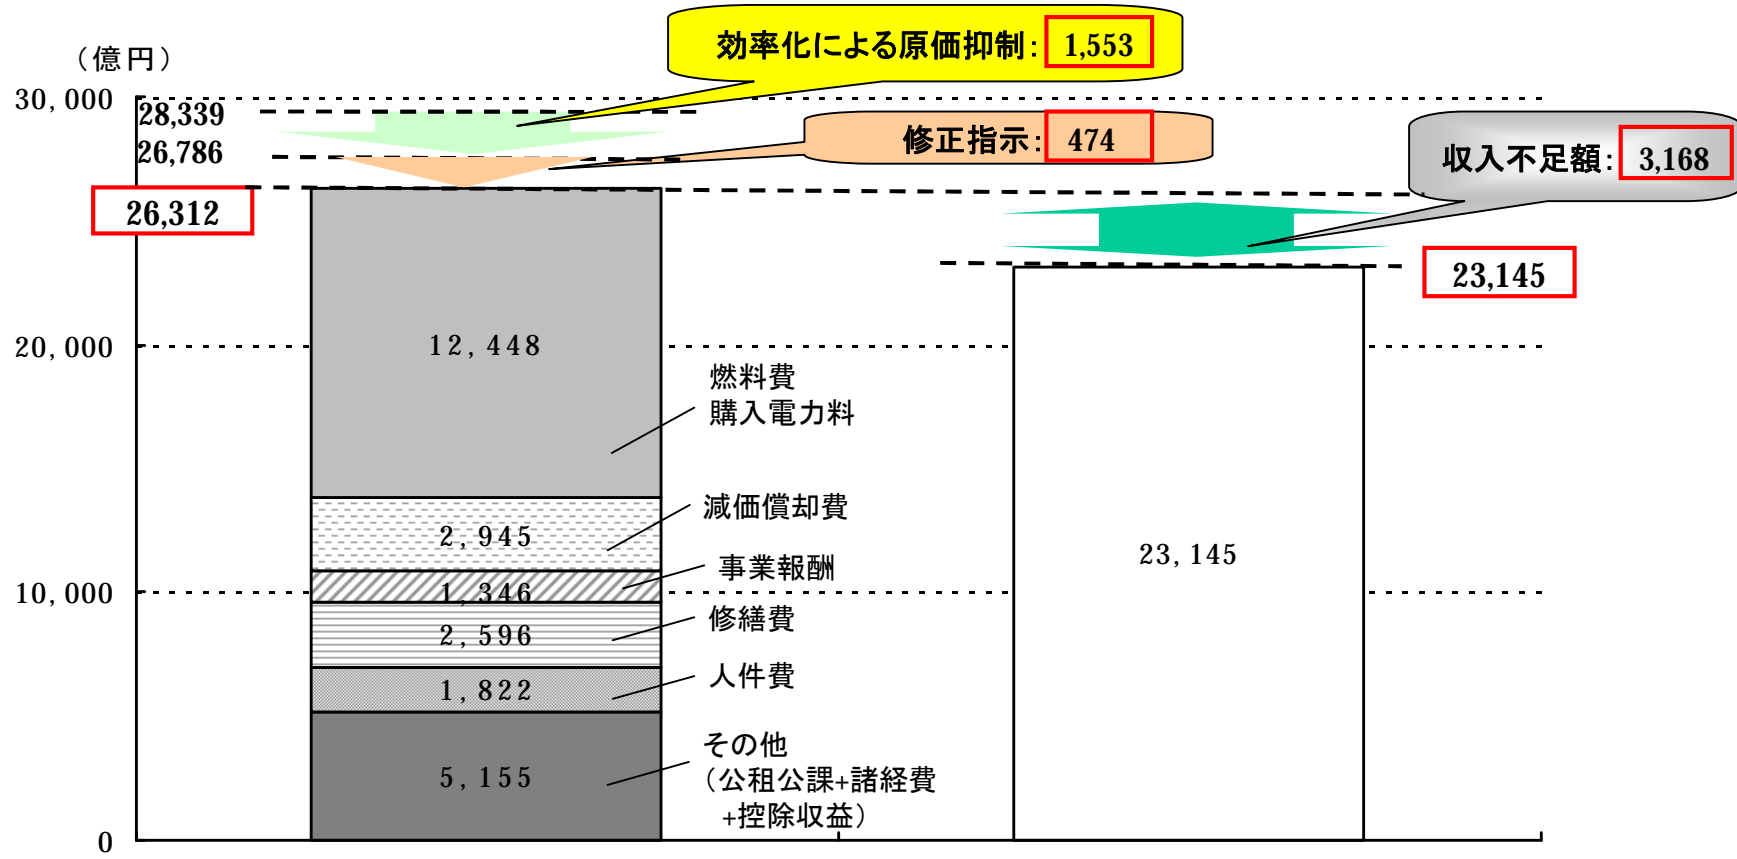 効率化による原価抑制： 1,553
（億円）
30,000
28,339
修正指示： 474
26,786
収入不足額： 3,168
26,312
23,145
20,000
12,448
燃料費
購入電力料
減価償却費
2,945
23,145
事業報酬
10,000
1,346
修繕費
2,596
人件費
1,822
その他
（公租公課+諸経費
+控除収益）
5,155
0